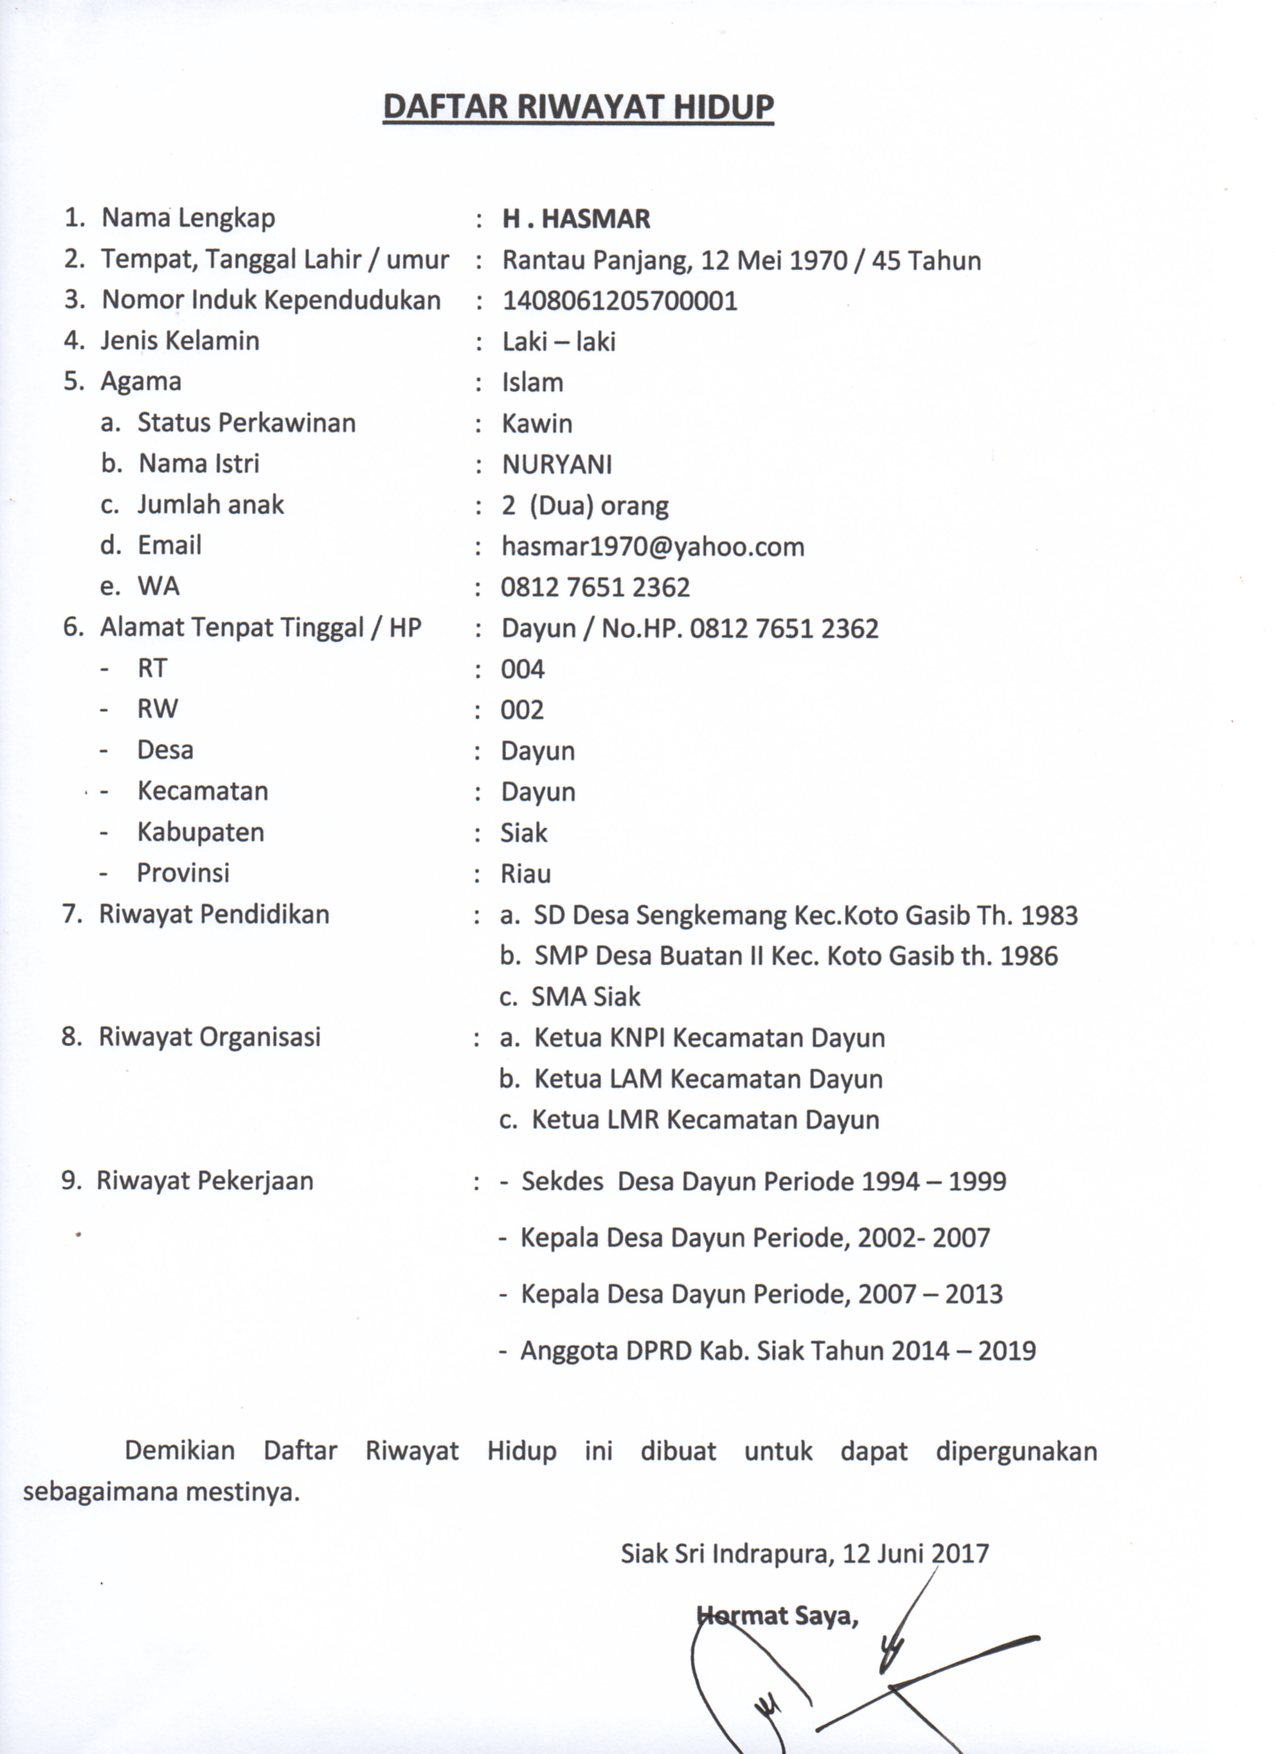 DAFTAR RIWAYAT HIDUP
1. Nama Lengkap : H . HASMAR
2. Tempat, Tanggal Lahir / umur : Rantau Panjang, 12 Mei 1970 / 45 Tahun
3. Nomor Induk Kependudukan : 1408061205700001
4. Jenis Kelamin : Laki – laki
5. Agama : Islam
a. Status Perkawinan : Kawin
b. Nama Istri : NURYANI
c. Jumlah anak : 2 (Dua) orang
d. Email : hasmar1970@yahoo.com
e. WA : 0812 7651 2362
6. Alamat Tenpat Tinggal / HP : Dayun / No.HP. 0812 7651 2362
- RT : 004
- RW : 002
- Desa : Dayun
- Kecamatan : Dayun
- Kabupaten : Siak
- Provinsi : Riau
7. Riwayat Pendidikan : a. SD Desa Sengkemang Kec.Koto Gasib Th. 1983
b. SMP Desa Buatan II Kec. Koto Gasib th. 1986
c. SMA Siak
8. Riwayat Organisasi : a. Ketua KNPI Kecamatan Dayun
b. Ketua LAM Kecamatan Dayun
c. Ketua LMR Kecamatan Dayun
9. Riwayat Pekerjaan : - Sekdes Desa Dayun Periode 1994 – 1999
- Kepala Desa Dayun Periode, 2002- 2007
- Kepala Desa Dayun Periode, 2007 – 2013
- Anggota DPRD Kab. Siak Tahun 2014 – 2019
Demikian Daftar Riwayat Hidup ini dibuat untuk dapat dipergunakan
sebagaimana mestinya.
Siak Sri Indrapura, 12 Juni 2017
Hormat Saya,